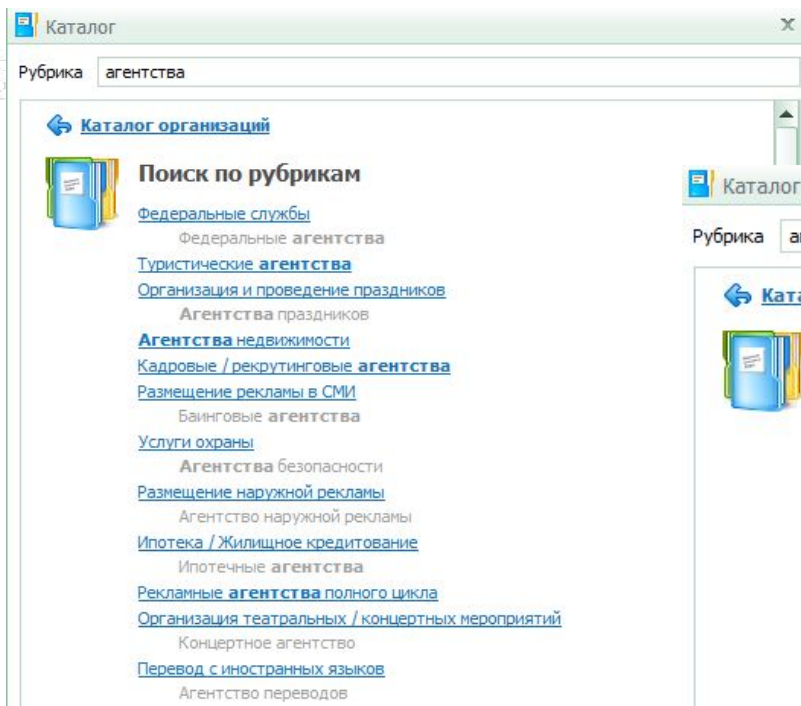 Каталог
Рубрика агентства
Каталог организаций
Поиск по рубрикам
Федеральные службы
Федеральные агентства
Туристические агентства
Организация и проведение праздников
Агентства праздников
Агентства недвижимости
Кадровые / рекрутинговые агентства
Размещение рекламы в СМИ
Баинговые агентства
Услуги охраны
Агентства безопасности
Размещение наружной рекламы
Агентство наружной рекламы
Ипотека / Жилищное кредитование
Ипотечные агентства
Рекламные агентства полного цикла
Организация театральных / концертных мероприятий
Концертное агентство
Перевод с иностранных языков
Агентство переводов
Каталог
Рубрика